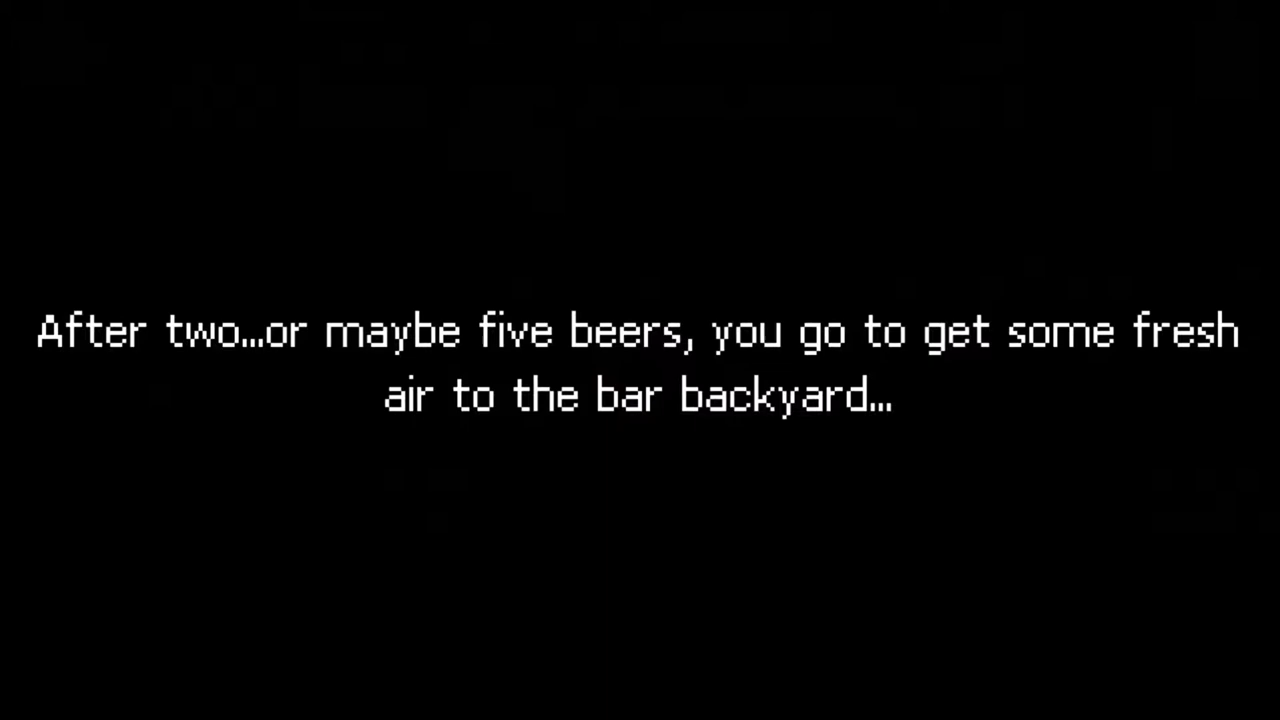 After two...or maybe five beers, you go to get some fresh
air to the bar backyard...